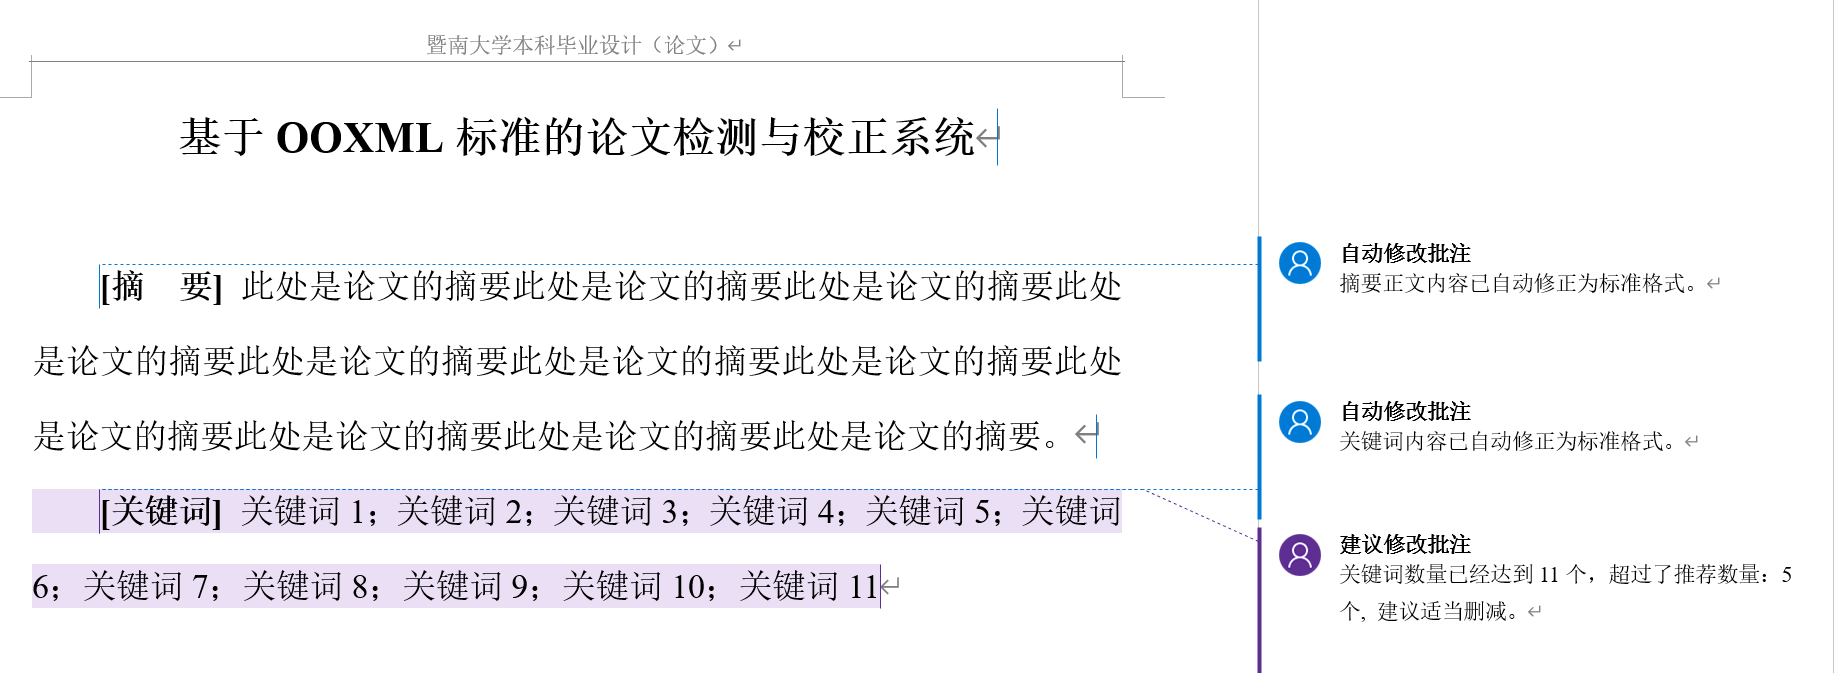 暨南大学本科毕业设计（论文）
基于 OOXML 标准的论文检测与校正系统
[摘　要] 此处是论文的摘要此处是论文的摘要此处是论文的摘要此处
是论文的摘要此处是论文的摘要此处是论文的摘要此处是论文的摘要此处
是论文的摘要此处是论文的摘要此处是论文的摘要此处是论文的摘要。
[关键词] 关键词 1；关键词 2；关键词 3；关键词 4；关键词 5；关键词
6；关键词 7；关键词 8；关键词 9；关键词 10；关键词 11
自动修改批注
摘要正文内容已自动修正为标准格式。
自动修改批注
关键词内容已自动修正为标准格式。
建议修改批注
关键词数量已经达到 11 个，超过了推荐数量：5
个, 建议适当删减。